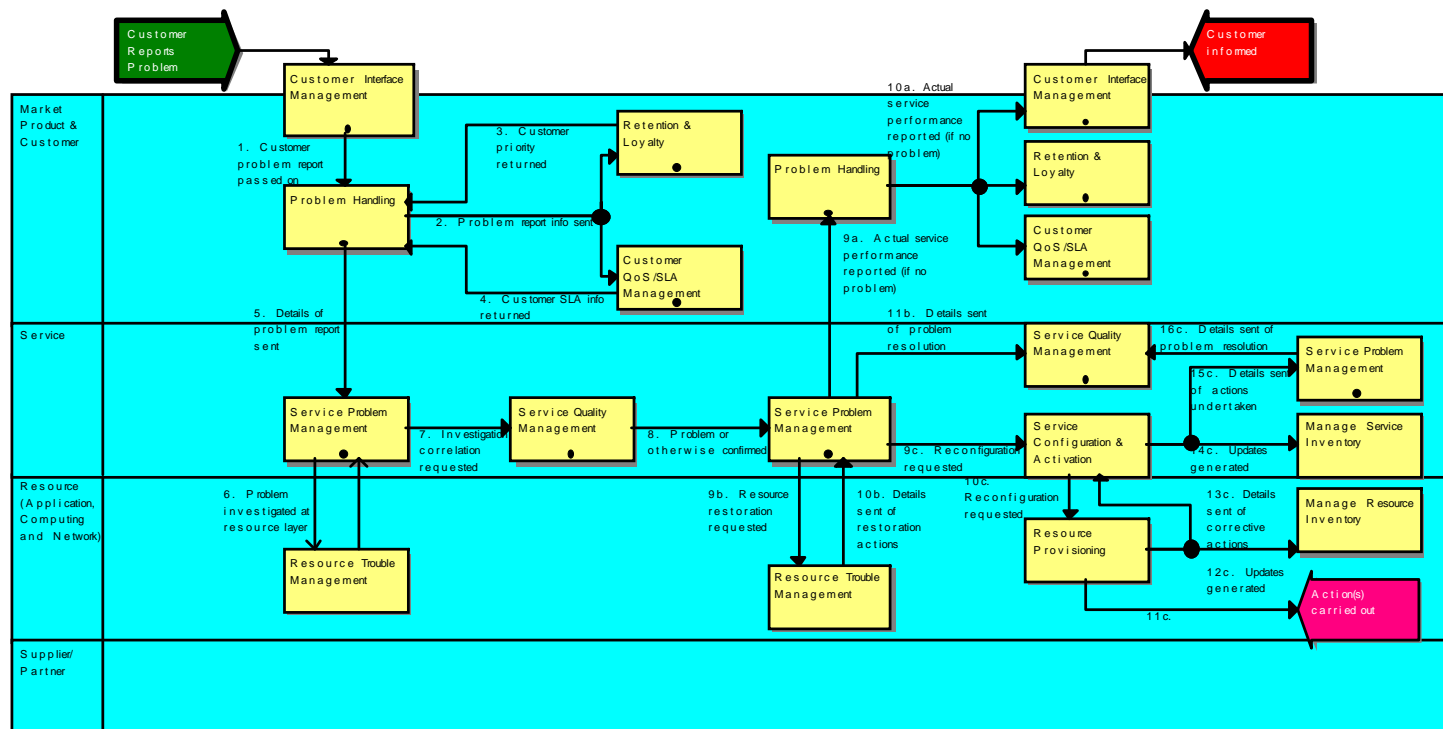 Customer
Reports
Problem
Customer
informed
Customer Interface
Management
Customer Interface
Management
Market
Product &
Customer
1. Customer
problem report
passed on
3. Customer
priority
returned
Retention &
Loyalty
10a. Actual
service
performance
reported (if no
problem)
Retention &
Loyalty
Problem Handling
Problem Handling
2. Problem report info sent
Customer
QoS/SLA
Management
Customer
QoS/SLA
Management
9a. Actual service
performance
reported (if no
problem)
4. Customer SLA info
returned
5. Details of
problem report
sent
Service
11b. Details sent
of problem
resolution
Service Quality
Management
16c. Details sent of
problem resolution
Service Problem
Management
15c. Details sent
of actions
undertaken
Service Problem
Management
7. Investigation
correlation
requested
Service Quality
Management
8. Problem or
otherwise confirmed
Service Problem
Management
9c. Reconfiguration
requested
Service
Configuration &
Activation
14c. Updates
generated
Manage Service
Inventory
Resource
(Application,
Computing
and Network)
6. Problem
investigated at
resource layer
9b. Resource
restoration
requested
10b. Details
sent of
restoration
actions
10c.
Reconfiguration
requested
13c. Details
sent of
corrective
actions
Manage Resource
Inventory
Resource
Provisioning
Resource Trouble
Management
Resource Trouble
Management
12c. Updates
generated
11c.
Action(s)
carried out
Supplier/
Partner